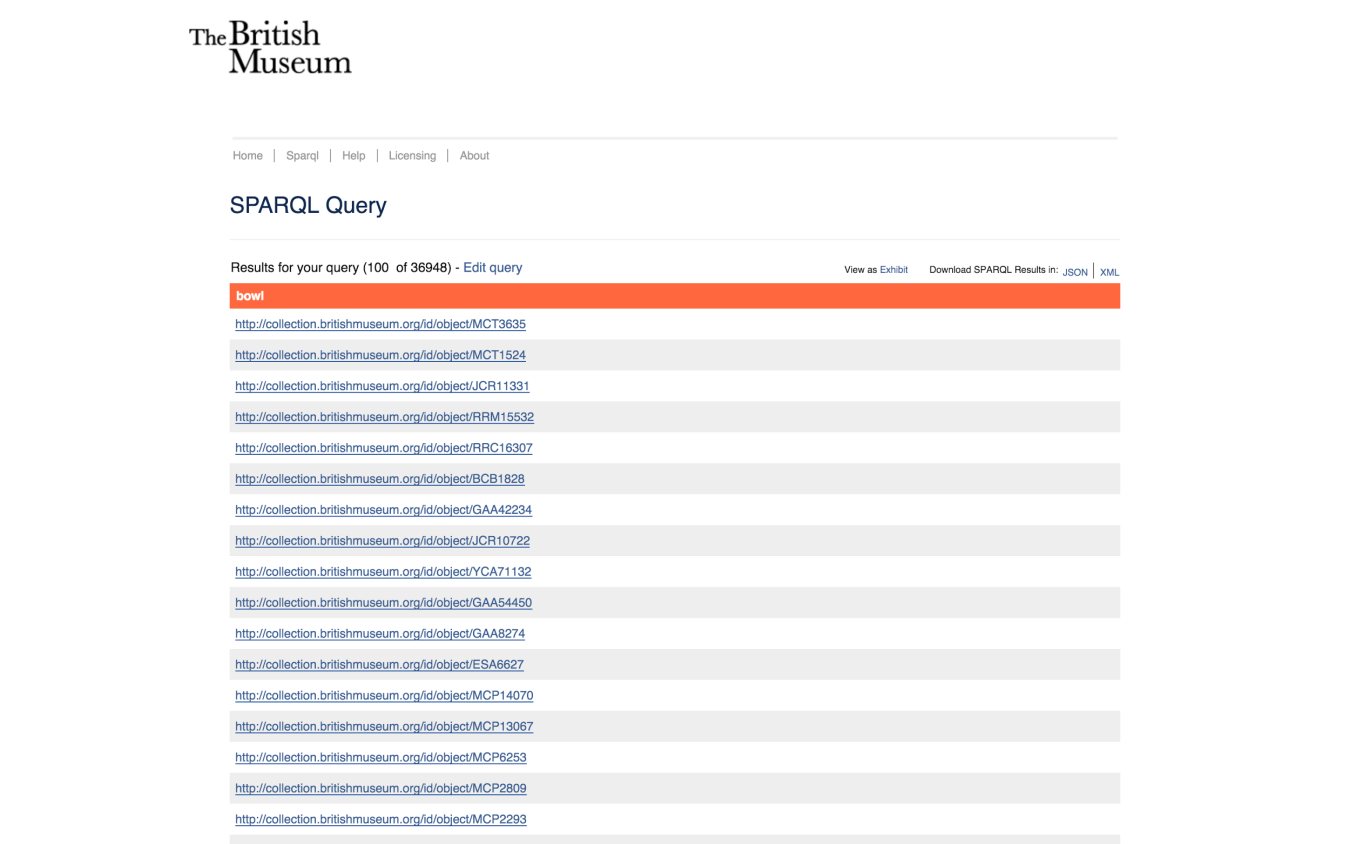 The British
Museum
Home | Sparql | Help | Licensing | About
SPARQL Query
Results for your query (100 of 36948) - Edit query View as Exhibit Download SPARQL Results in: JSON | XML
bowl
http://collection.britishmuseum.org/id/object/MCT3635
http://collection.britishmuseum.org/id/object/MCT1524
http://collection.britishmuseum.org/id/object/JCR11331
http://collection.britishmuseum.org/id/object/RRM15532
http://collection.britishmuseum.org/id/object/RRC16307
http://collection.britishmuseum.org/id/object/BCB1828
http://collection.britishmuseum.org/id/object/GAA42234
http://collection.britishmuseum.org/id/object/JCR10722
http://collection.britishmuseum.org/id/object/YCA71132
http://collection.britishmuseum.org/id/object/GAA54450
http://collection.britishmuseum.org/id/object/GAA8274
http://collection.britishmuseum.org/id/object/ESA6627
http://collection.britishmuseum.org/id/object/MCP14070
http://collection.britishmuseum.org/id/object/MCP13067
http://collection.britishmuseum.org/id/object/MCP6253
http://collection.britishmuseum.org/id/object/MCP2809
http://collection.britishmuseum.org/id/object/MCP2293